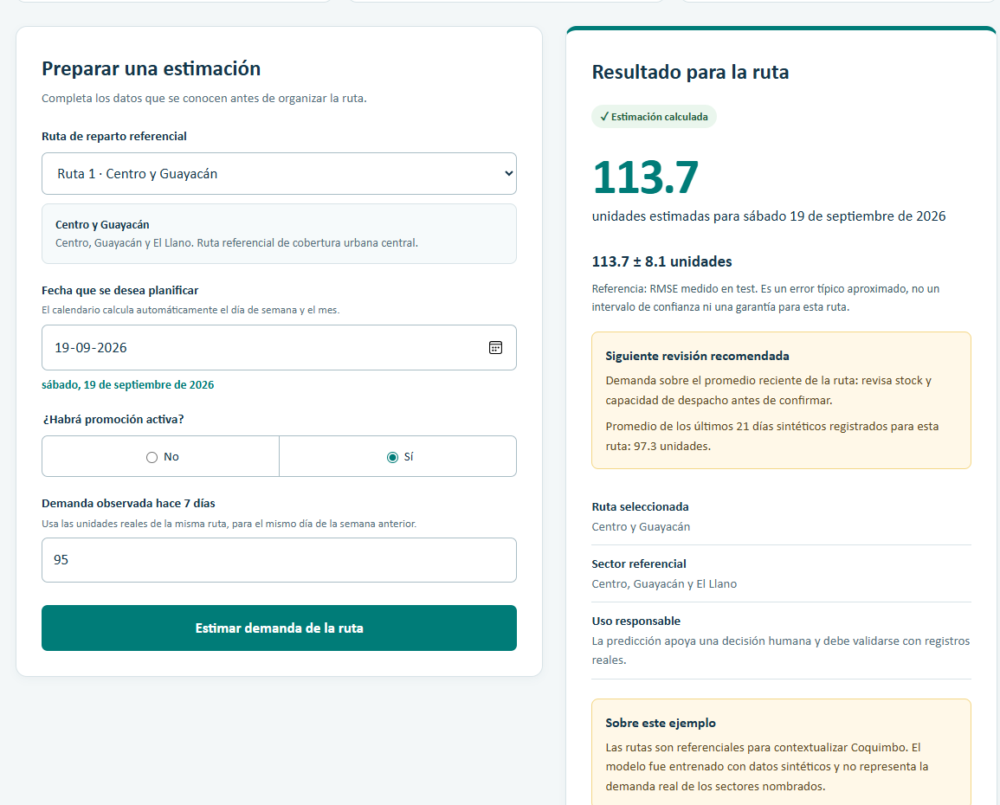 Preparar una estimación
Completa los datos que se conocen antes de organizar la ruta.
Ruta de reparto referencial
Ruta 1 · Centro y Guayacán
Centro y Guayacán
Centro, Guayacán y El Llano. Ruta referencial de cobertura urbana central.
Fecha que se desea planificar
El calendario calcula automáticamente el día de semana y el mes.
19-09-2026
sábado, 19 de septiembre de 2026
¿Habrá promoción activa?
No
Sí
Demanda observada hace 7 días
Usa las unidades reales de la misma ruta, para el mismo día de la semana anterior.
95
Estimar demanda de la ruta
Resultado para la ruta
✓ Estimación calculada
113.7
unidades estimadas para sábado 19 de septiembre de 2026
113.7 ± 8.1 unidades
Referencia: RMSE medido en test. Es un error típico aproximado, no un
intervalo de confianza ni una garantía para esta ruta.
Siguiente revisión recomendada
Demanda sobre el promedio reciente de la ruta: revisa stock y
capacidad de despacho antes de confirmar.
Promedio de los últimos 21 días sintéticos registrados para esta
ruta: 97.3 unidades.
Ruta seleccionada
Centro y Guayacán
Sector referencial
Centro, Guayacán y El Llano
Uso responsable
La predicción apoya una decisión humana y debe validarse con registros
reales.
Sobre este ejemplo
Las rutas son referenciales para contextualizar Coquimbo. El
modelo fue entrenado con datos sintéticos y no representa la
demanda real de los sectores nombrados.